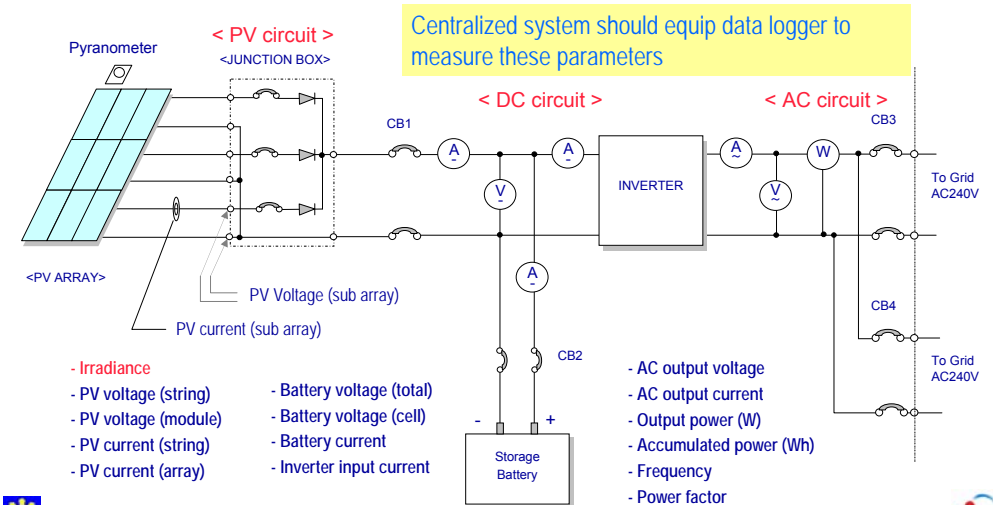 Centralized system should equip data logger to
measure these parameters
Pyranometer
< PV circuit >
<JUNCTION BOX>
< DC circuit >
< AC circuit >
CB1
CB3
A
-
A
-
A
~
W
V
-
V
~
INVERTER
To Grid
AC240V
<PV ARRAY>
A
-
PV Voltage (sub array)
PV current (sub array)
CB4
CB2
To Grid
AC240V
- Irradiance
- PV voltage (string)
- PV voltage (module)
- PV current (string)
- PV current (array)
- Battery voltage (total)
- Battery voltage (cell)
- Battery current
- Inverter input current
- +
Storage
Battery
- AC output voltage
- AC output current
- Output power (W)
- Accumulated power (Wh)
- Frequency
- Power factor